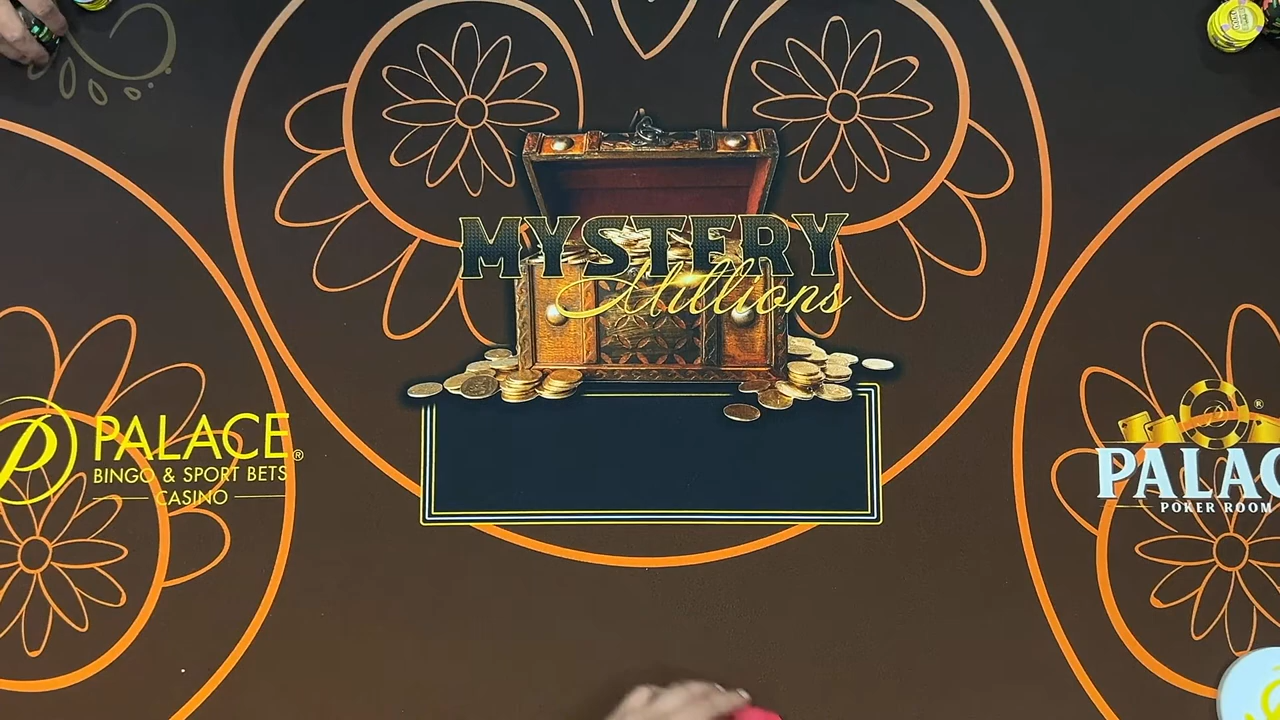 MYSTERY
Millions
PALACE®
BINGO & SPORT BETS
CASINO
®
PALAC
POKER ROOM